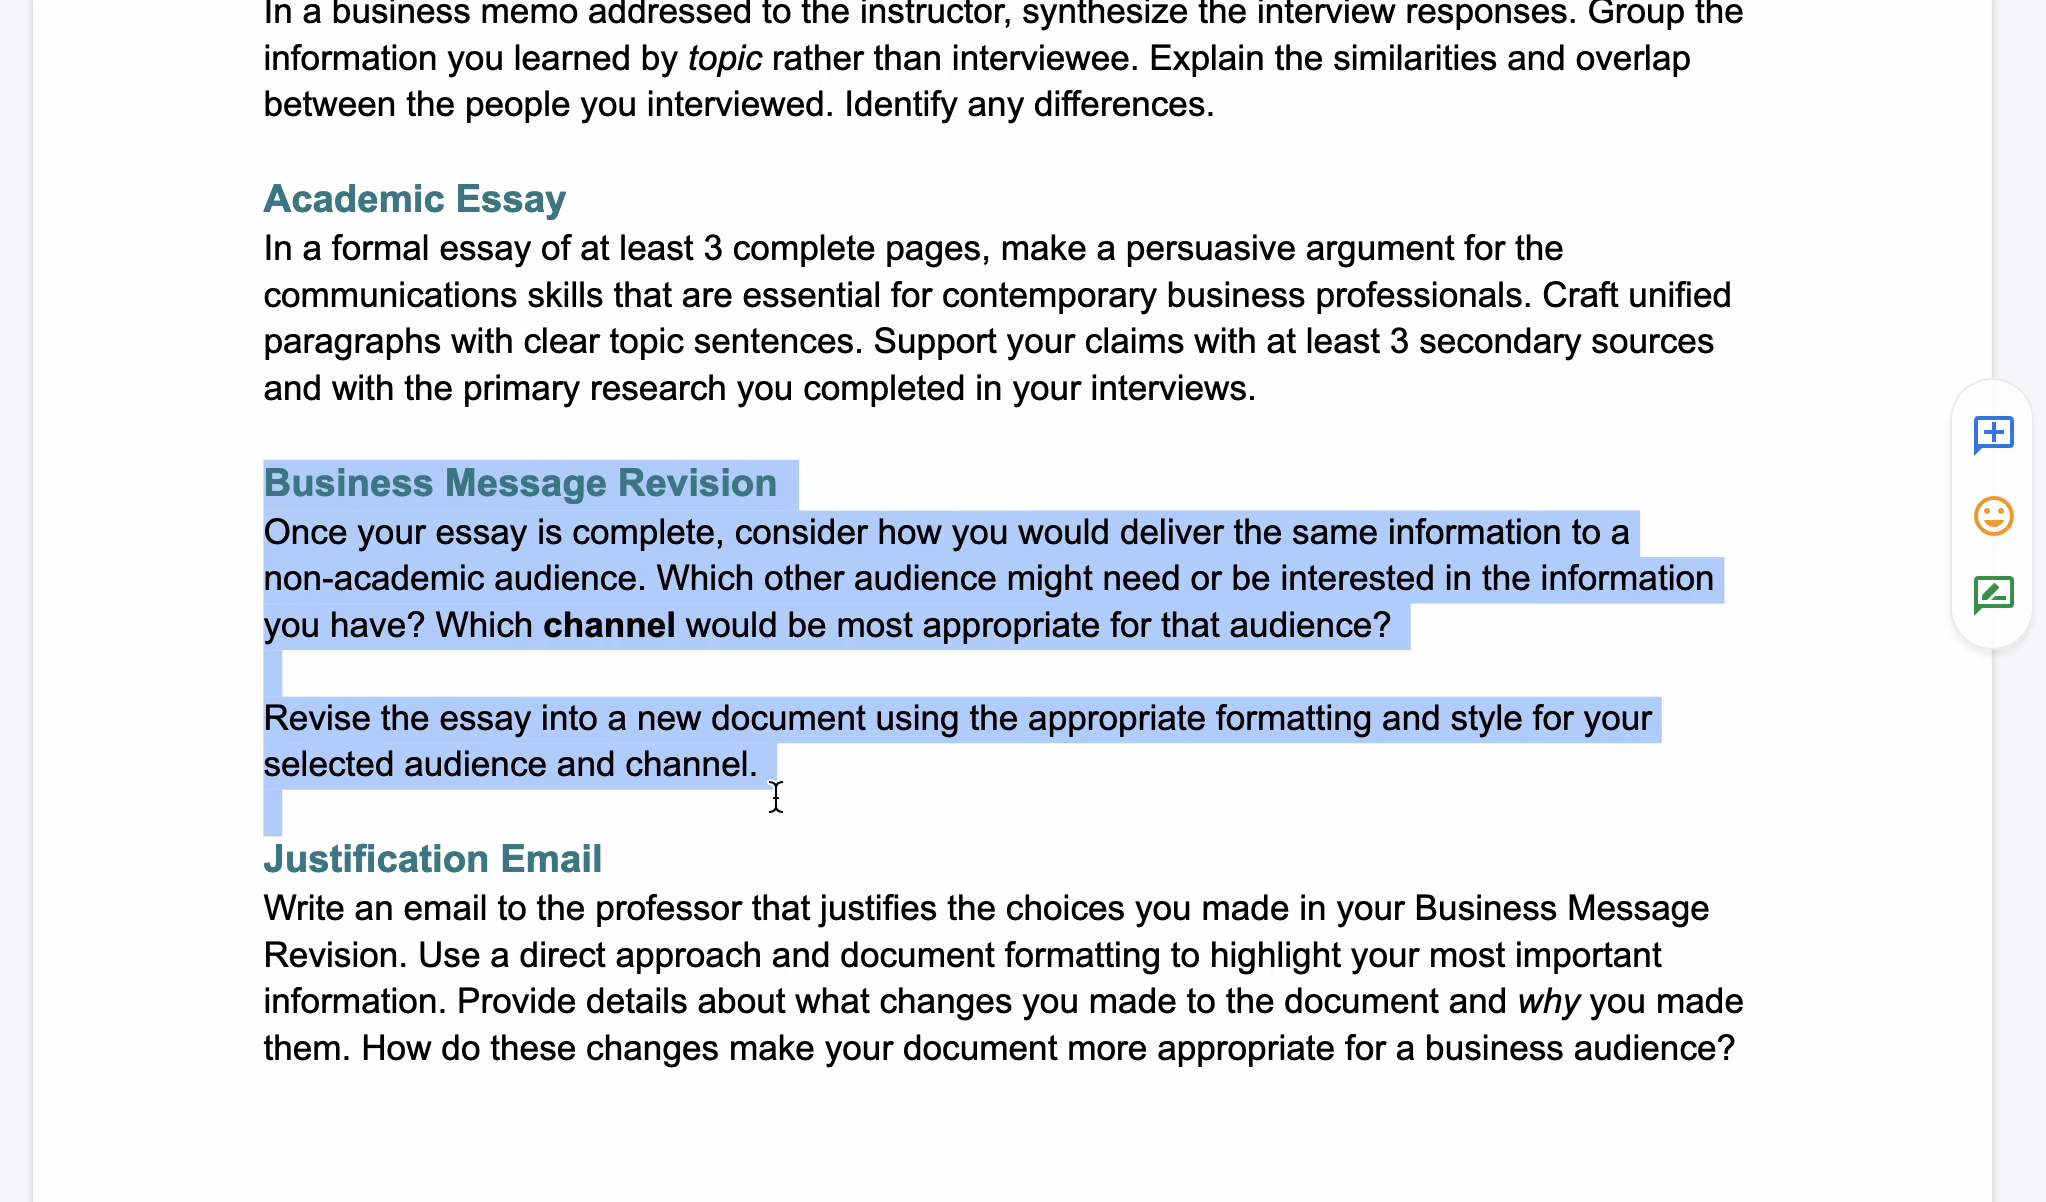 In a business memo addressed to the instructor, synthesize the interview responses. Group the
information you learned by topic rather than interviewee. Explain the similarities and overlap
between the people you interviewed. Identify any differences.
Academic Essay
In a formal essay of at least 3 complete pages, make a persuasive argument for the
communications skills that are essential for contemporary business professionals. Craft unified
paragraphs with clear topic sentences. Support your claims with at least 3 secondary sources
and with the primary research you completed in your interviews.
Business Message Revision
Once your essay is complete, consider how you would deliver the same information to a
non-academic audience. Which other audience might need or be interested in the information
you have? Which channel would be most appropriate for that audience?
Revise the essay into a new document using the appropriate formatting and style for your
selected audience and channel.
Justification Email
Write an email to the professor that justifies the choices you made in your Business Message
Revision. Use a direct approach and document formatting to highlight your most important
information. Provide details about what changes you made to the document and why you made
them. How do these changes make your document more appropriate for a business audience?